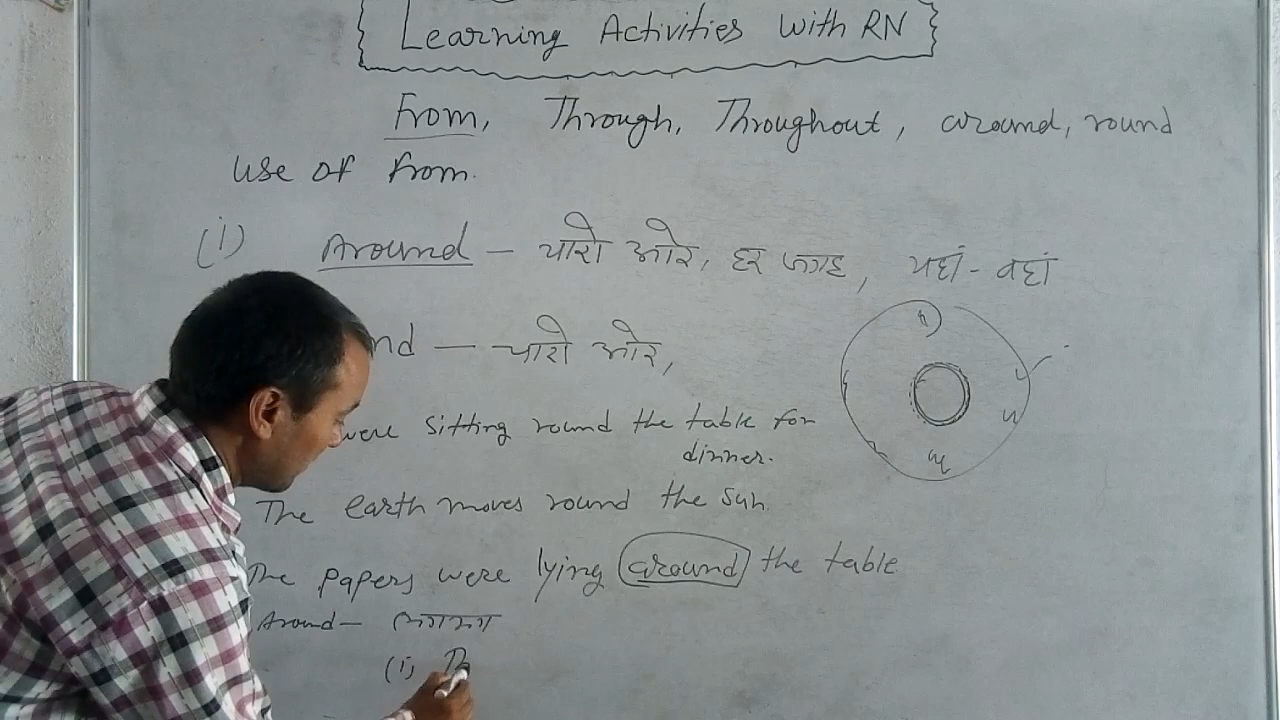 Learning Activities With RN
From, Through, Throughout, around, round
use of From.
(i) Around – चारो ओर, हर जगह, यहां - वहां
nd — चारो ओर,
were sitting round the table for
dinner.
The earth moves round the sun.
The papers were lying around the table
Around – लगभग
(i)